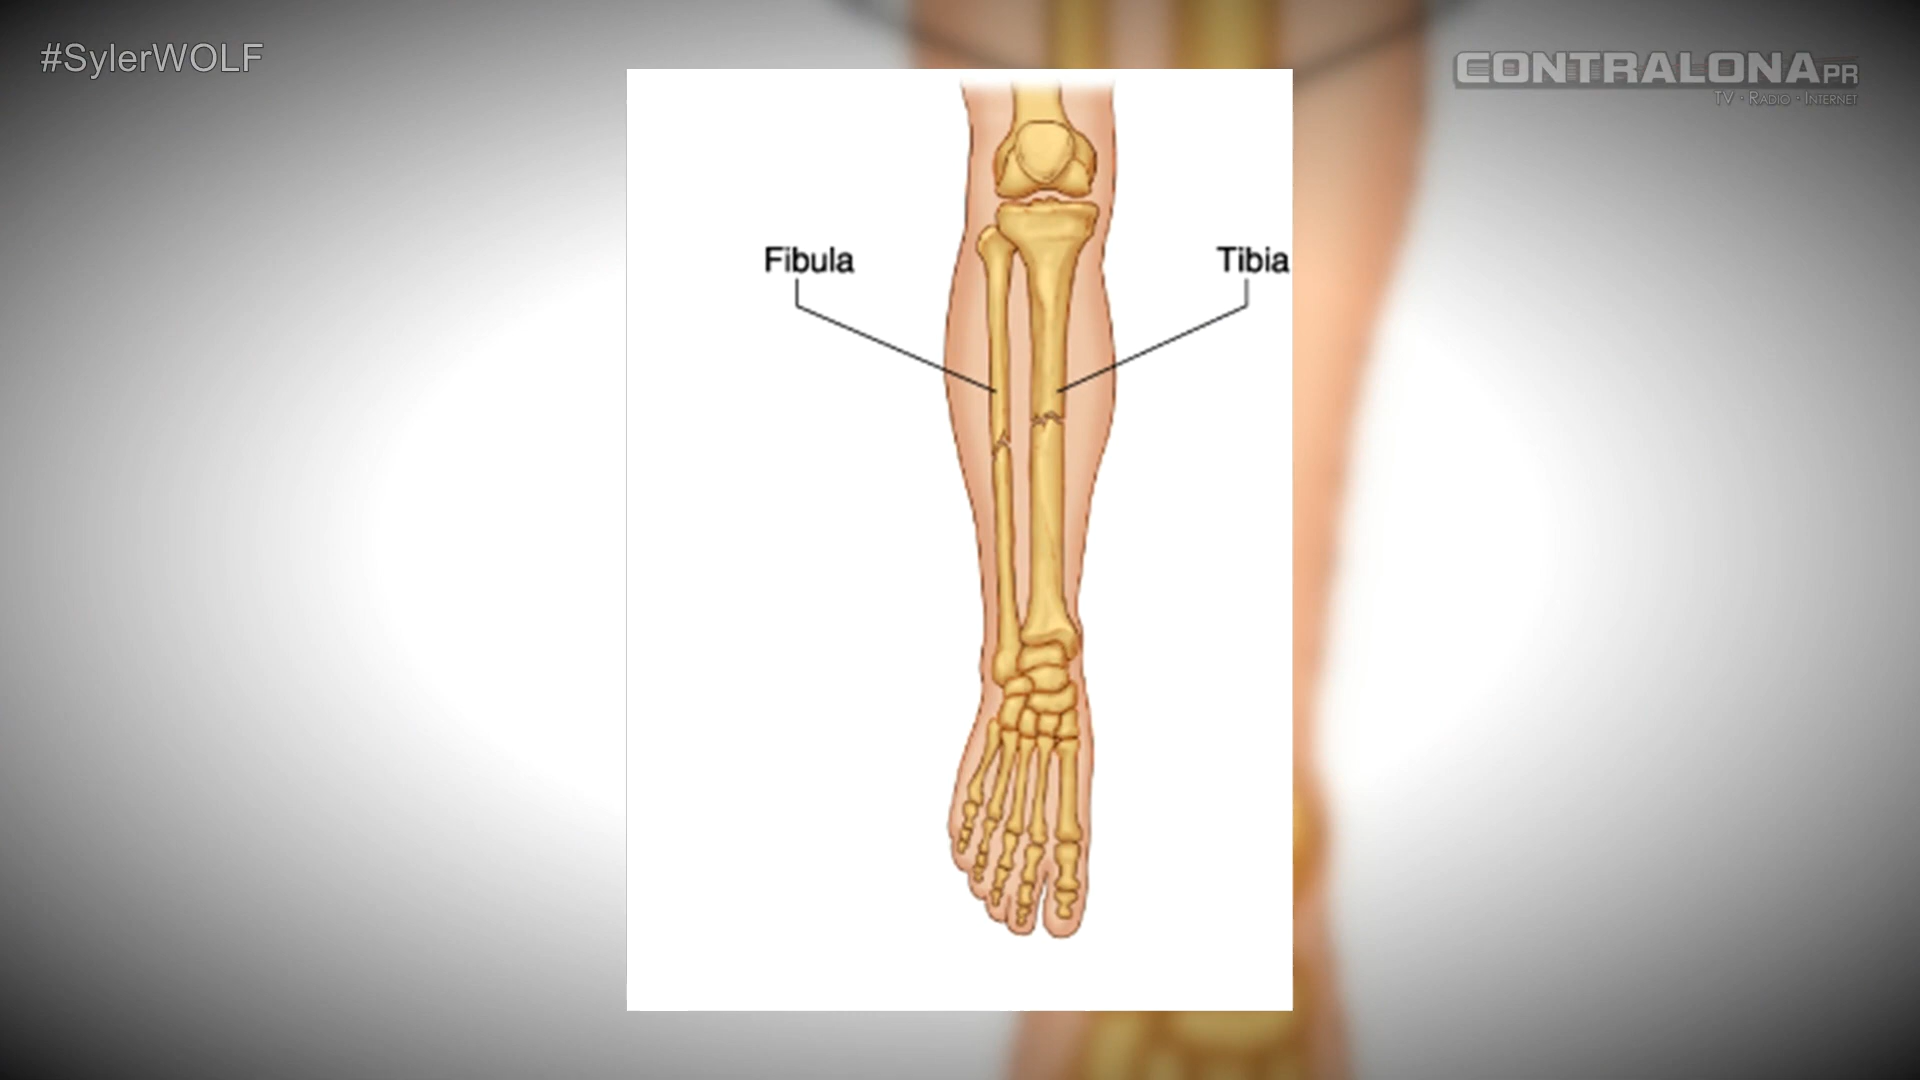 #SylerWOLF
CONTRALONAPR
TV • Radio • Internet
Fibula
Tibia